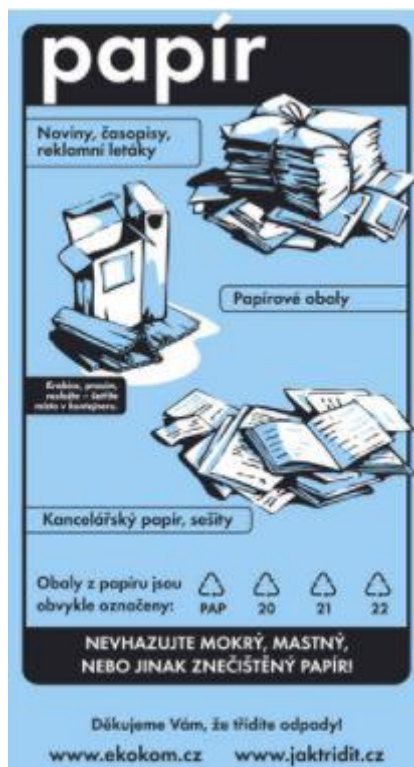 papír
Noviny, časopisy,
reklamní letáky
Papírové obaly
Krabice, prosím,
rozložte – šetříte
místo v kontejneru.
Kancelářský papír, sešity
Obaly z papíru jsou
obvykle označeny:
PAP 20 21 22
NEVHAZUJTE MOKRÝ, MASTNÝ,
NEBO JINAK ZNEČIŠTĚNÝ PAPÍR!
Děkujeme Vám, že třídíte odpady!
www.ekokom.cz www.jaktridit.cz